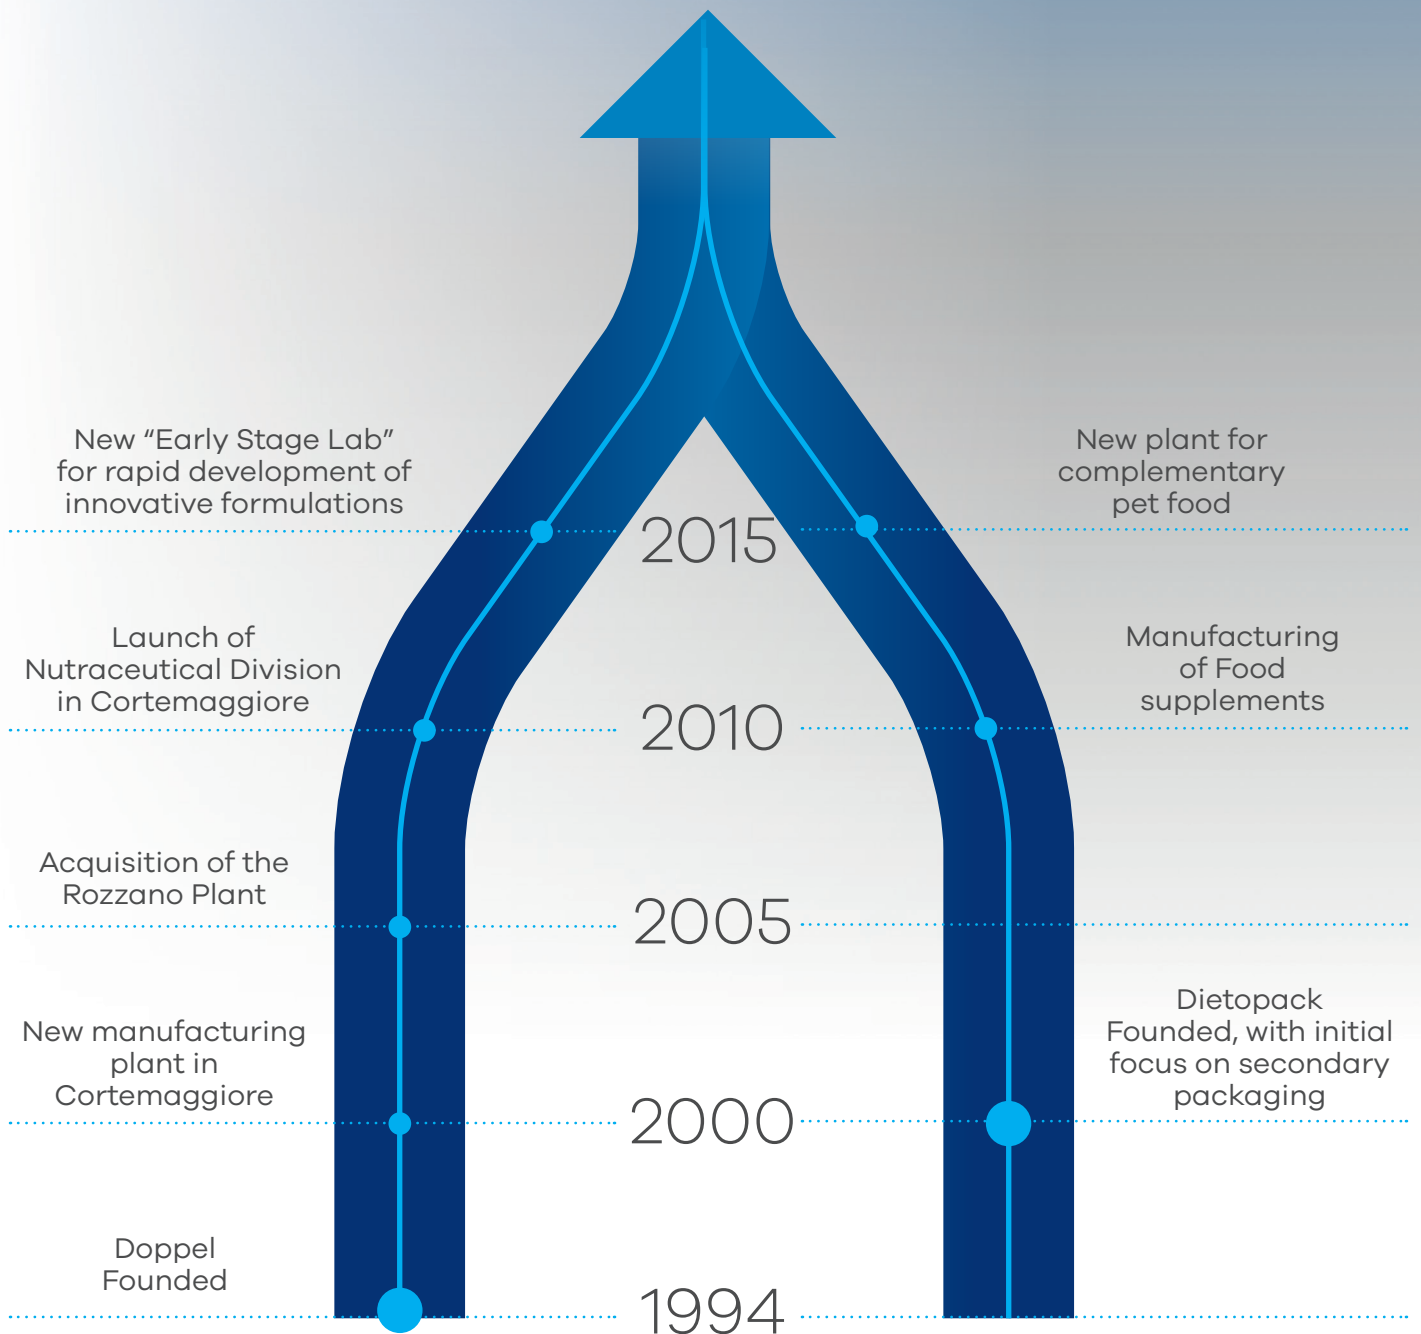 New “Early Stage Lab”
for rapid development of
innovative formulations
2015
New plant for
complementary
pet food
Launch of
Nutraceutical Division
in Cortemaggiore
2010
Manufacturing
of Food
supplements
Acquisition of the
Rozzano Plant
2005
New manufacturing
plant in
Cortemaggiore
2000
Dietopack
Founded, with initial
focus on secondary
packaging
Doppel
Founded
1994